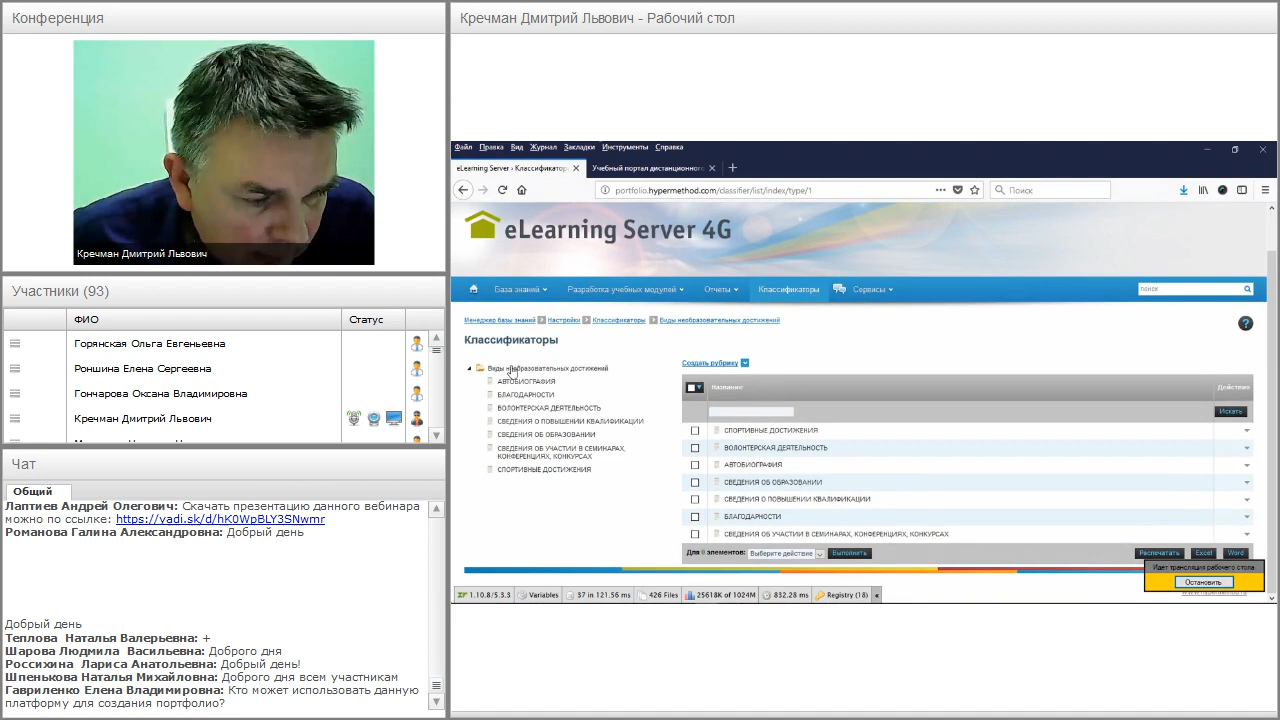 Конференция
Кречман Дмитрий Львович
Участники (93)
ФИО
Статус
Горянская Ольга Евгеньевна
Роншина Елена Сергеевна
Гончарова Оксана Владимировна
Кречман Дмитрий Львович
Чат
Общий
Лаптиев Андрей Олегович: Скачать презентацию данного вебинара
можно по ссылке: https://yadi.sk/d/hK0WpBLY3SNwmr
Романова Галина Александровна: Добрый день
Добрый день
Теплова Наталья Валерьевна: +
Шарова Людмила Васильевна: Доброго дня
Россихина Лариса Анатольевна: Добрый день!
Шпенькова Наталья Михайловна: Доброго дня всем участникам
Гавриленко Елена Владимировна: Кто может использовать данную
платформу для создания портфолио?
Кречман Дмитрий Львович - Рабочий стол
Файл Правка Вид Журнал Закладки Инструменты Справка
eLearning Server › Классификатор
Учебный портал дистанционного
portfolio.hypermethod.com/classifier/list/index/type/1
Поиск
eLearning Server 4G
База знаний
Разработка учебных модулей
Отчеты
Классификаторы
Сервисы
поиск
Менеджер базы знаний
Настройки
Классификаторы
Виды необразовательных достижений
?
Классификаторы
Виды необразовательных достижений
АВТОБИОГРАФИЯ
БЛАГОДАРНОСТИ
ВОЛОНТЕРСКАЯ ДЕЯТЕЛЬНОСТЬ
СВЕДЕНИЯ О ПОВЫШЕНИИ КВАЛИФИКАЦИИ
СВЕДЕНИЯ ОБ ОБРАЗОВАНИИ
СВЕДЕНИЯ ОБ УЧАСТИИ В СЕМИНАРАХ,
КОНФЕРЕНЦИЯХ, КОНКУРСАХ
СПОРТИВНЫЕ ДОСТИЖЕНИЯ
Создать рубрику
Название
Действия
Искать
СПОРТИВНЫЕ ДОСТИЖЕНИЯ
ВОЛОНТЕРСКАЯ ДЕЯТЕЛЬНОСТЬ
АВТОБИОГРАФИЯ
СВЕДЕНИЯ ОБ ОБРАЗОВАНИИ
СВЕДЕНИЯ О ПОВЫШЕНИИ КВАЛИФИКАЦИИ
БЛАГОДАРНОСТИ
СВЕДЕНИЯ ОБ УЧАСТИИ В СЕМИНАРАХ, КОНФЕРЕНЦИЯХ, КОНКУРСАХ
Для 0 элементов:
Выберите действие
Выполнить
Распечатать
Excel
Word
Идет трансляция рабочего стола
Остановить
1.10.8/5.3.3
Variables
37 in 121.56 ms
426 Files
25618K of 1024M
832.28 ms
Registry (18)
«